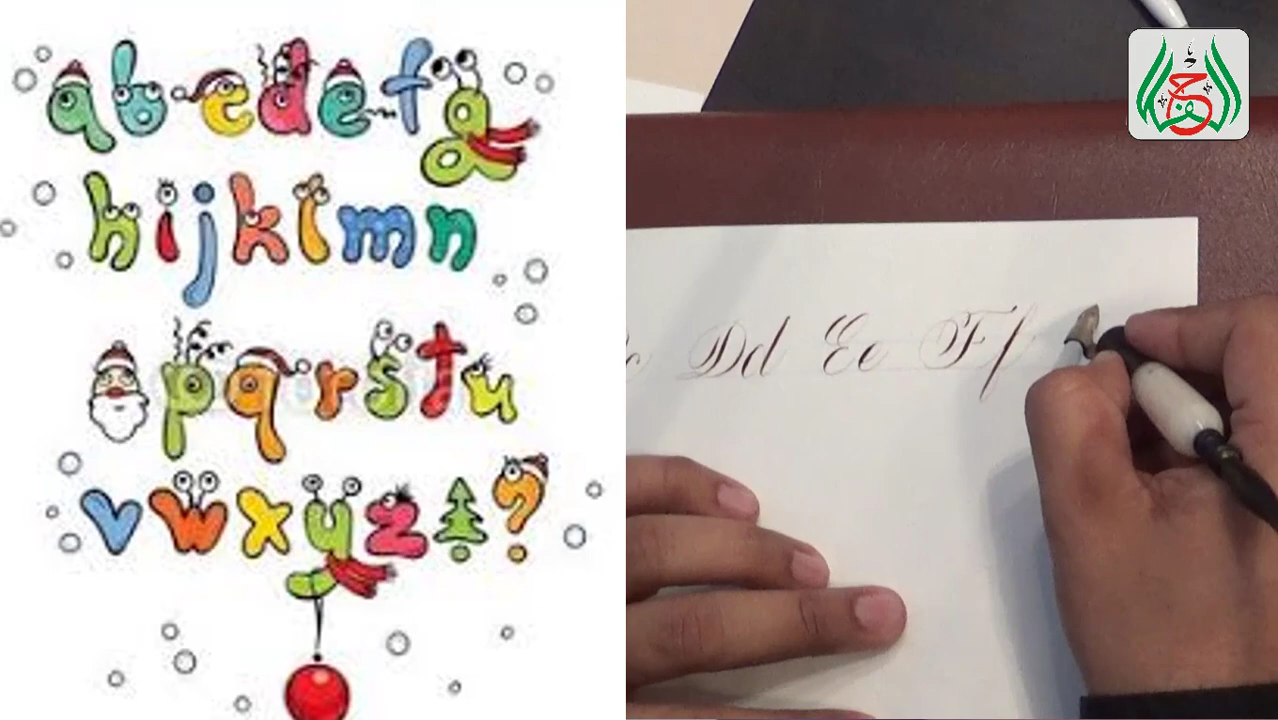 abcdefg
hijklmn
pqrstu
vwxyz?
c Dd Ee Ff